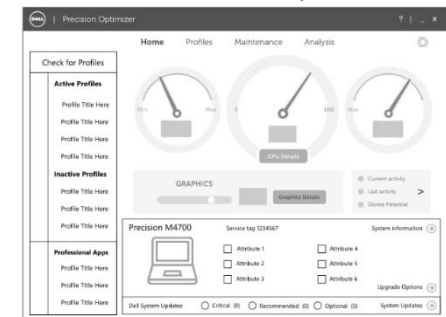 DELL | Precision Optimizer ? | _ x
Home Profiles Maintenance Analysis
Check for Profiles
Active Profiles
Profile Title Here
Profile Title Here
Profile Title Here
Profile Title Here
Inactive Profiles
Profile Title Here
Profile Title Here
Profile Title Here
Professional Apps
Profile Title Here
Profile Title Here
Profile Title Here
Min Max
0 100
Min
CPU Details
GRAPHICS
Graphics Details
Current activity
Last activity
Device Potential
>
Precision M4700 Service tag 1234567 System information
Attribute 1 Attribute 4
Attribute 2 Attribute 5
Attribute 3 Attribute 6
Upgrade Options
Dell System Updates Critical (0) Recommended (0) Optional (0) System Updates